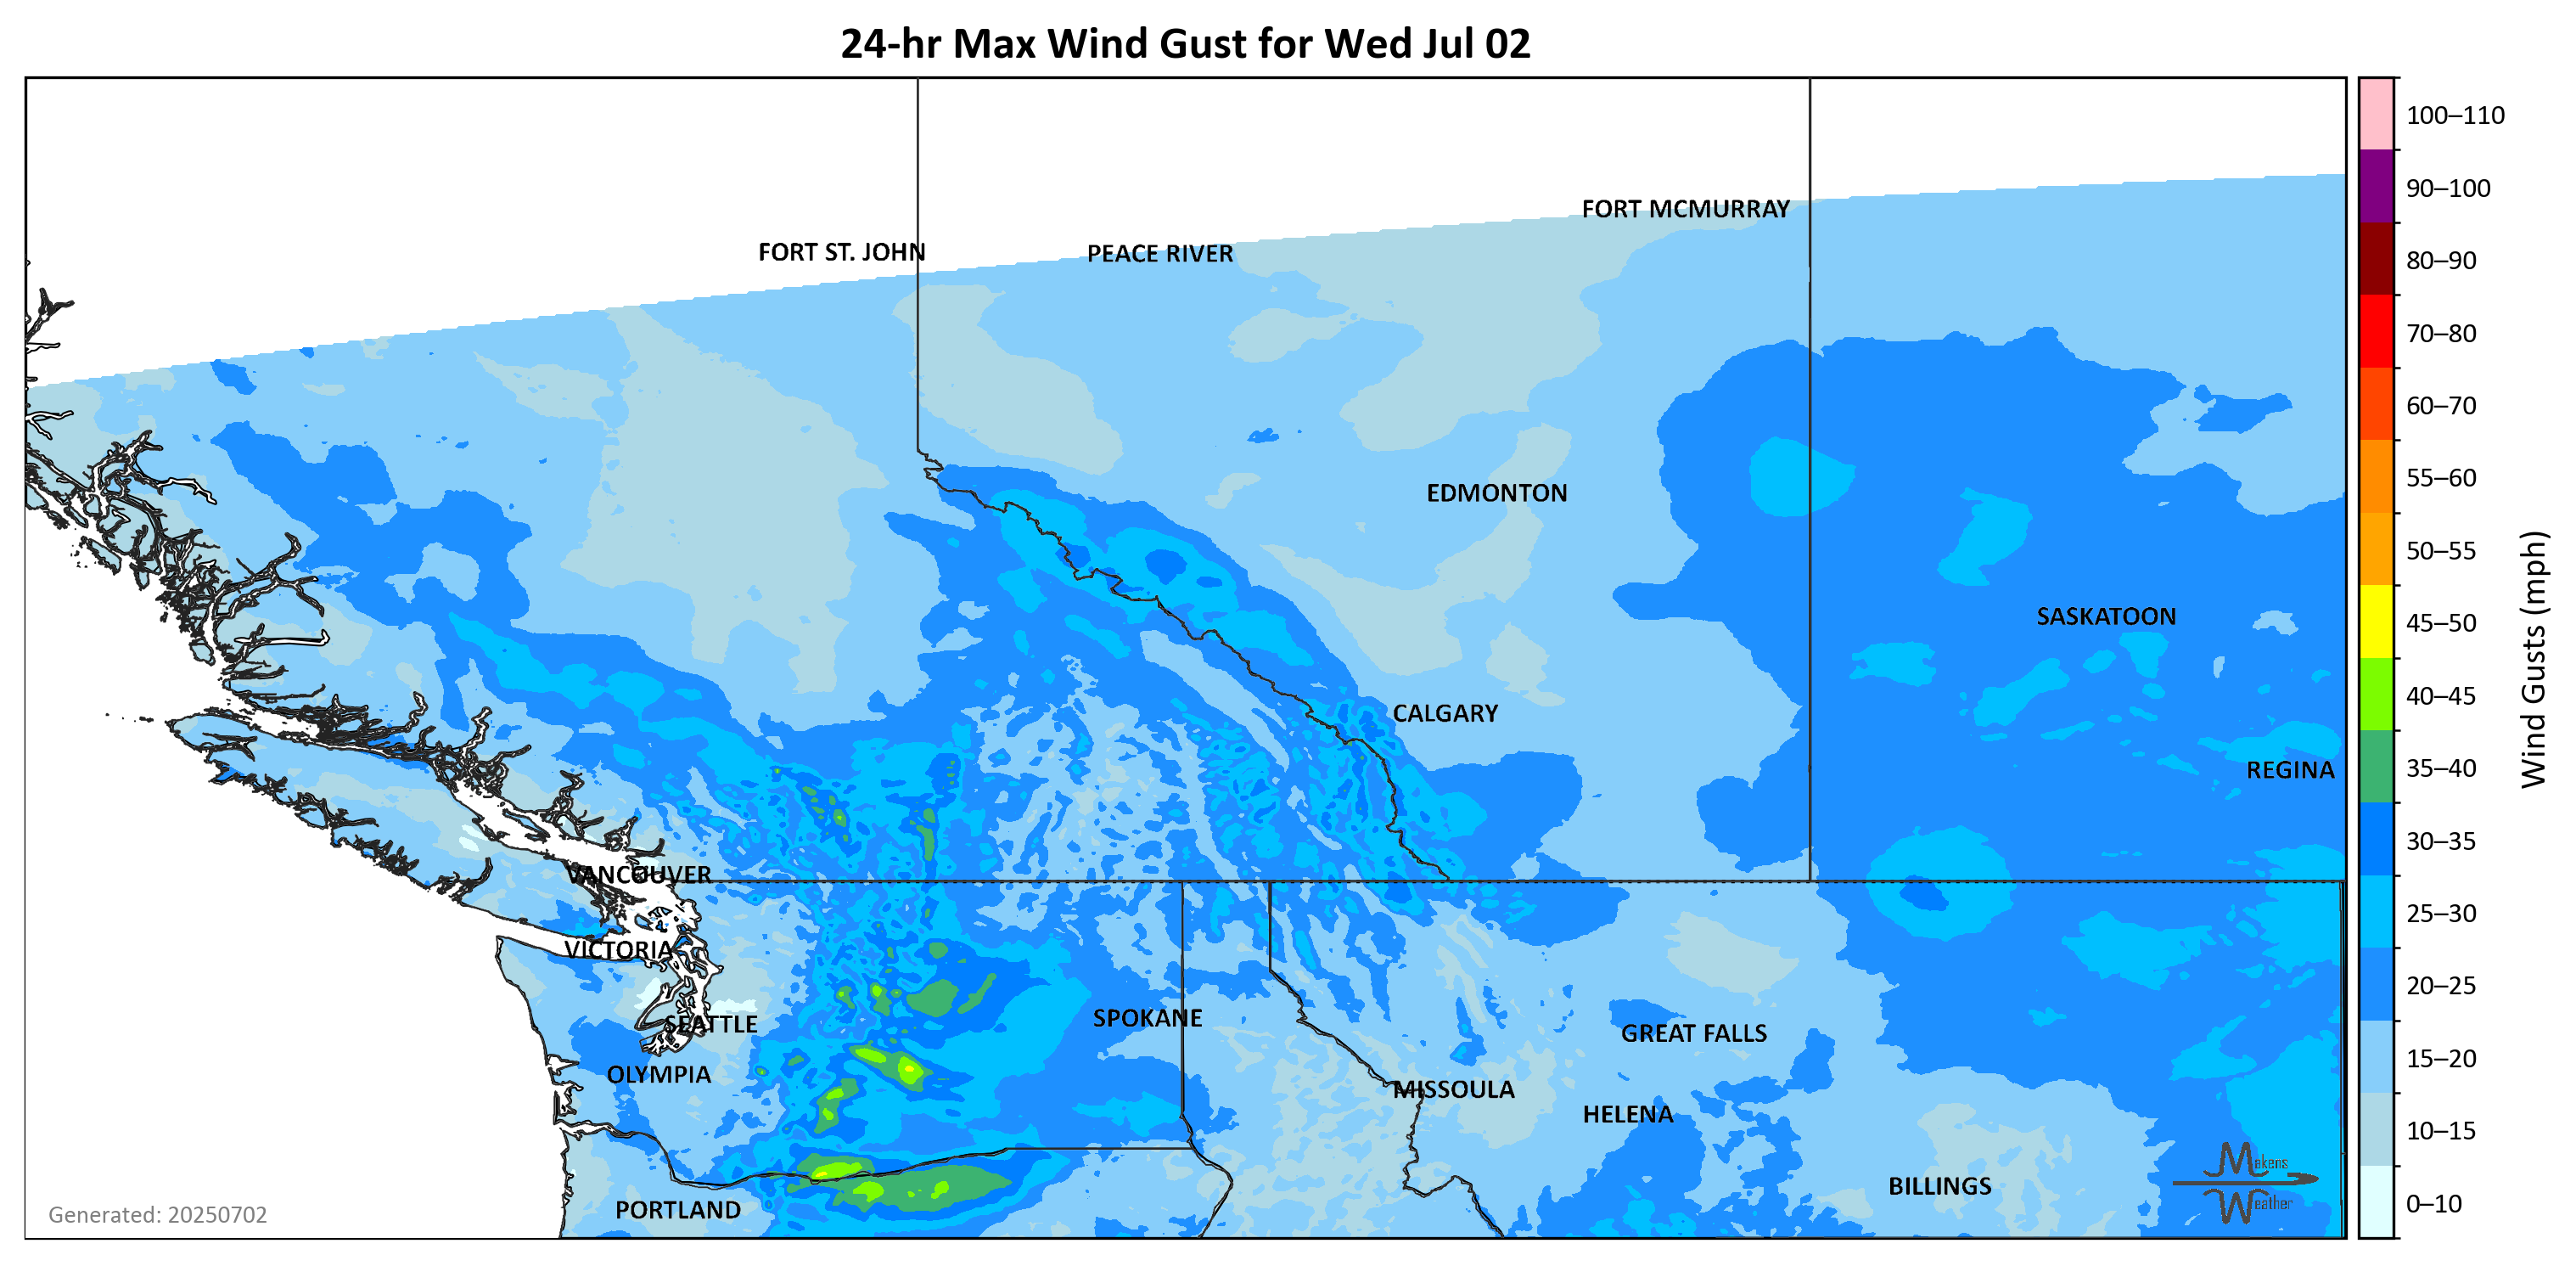 24-hr Max Wind Gust for Wed Jul 02
100–110
FORT MCMURRAY
90–100
FORT ST. JOHN
PEACE RIVER
80–90
70–80
60–70
55–60
EDMONTON
50–55
SASKATOON
45–50
40–45
CALGARY
35–40
REGINA
Wind Gusts (mph)
30–35
VANCOUVER
25–30
VICTORIA
20–25
SPOKANE
SEATTLE
GREAT FALLS
15–20
OLYMPIA
MISSOULA
HELENA
10–15
Makens
Weather
BILLINGS
PORTLAND
0–10
Generated: 20250702